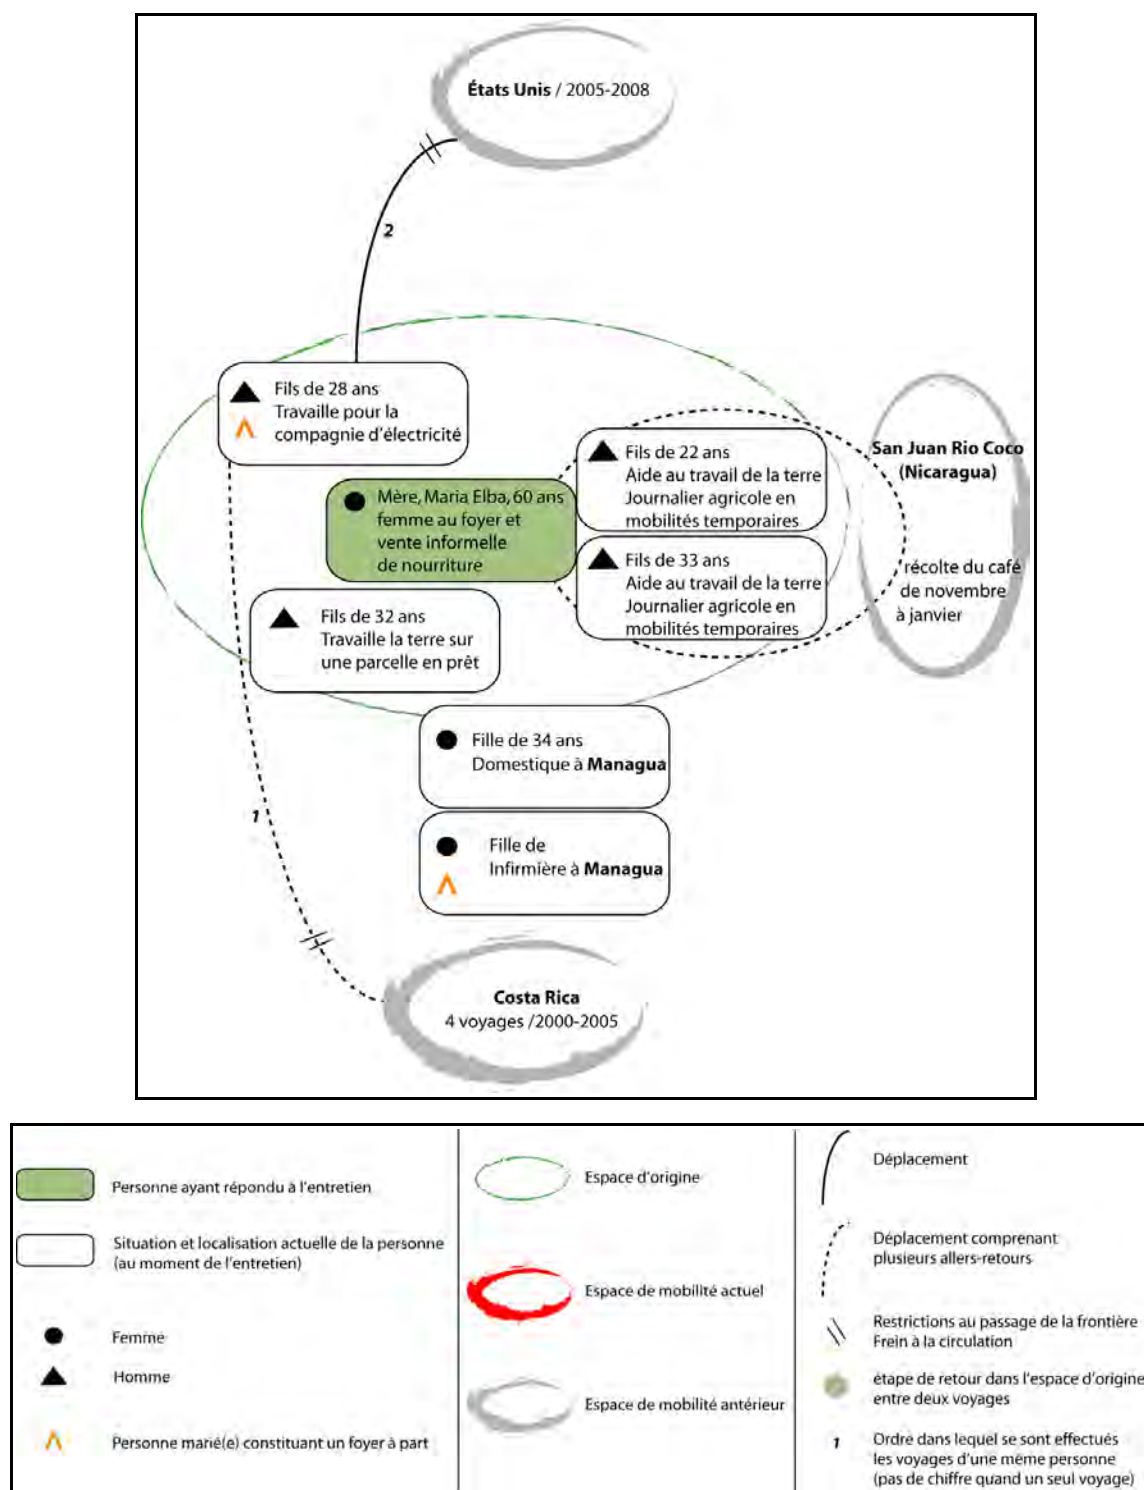 États Unis / 2005-2008
2
Fils de 28 ans
Travaille pour la
compagnie d'électricité
Fils de 22 ans
Aide au travail de la terre
Journalier agricole en
mobilités temporaires
San Juan Rio Coco
(Nicaragua)
Mère, Maria Elba, 60 ans
femme au foyer et
vente informelle
de nourriture
Fils de 33 ans
Aide au travail de la terre
Journalier agricole en
mobilités temporaires
récolte du café
de novembre
à janvier
Fils de 32 ans
Travaille la terre sur
une parcelle en prêt
Fille de 34 ans
Domestique à Managua
1
Fille de
Infirmière à Managua
Costa Rica
4 voyages /2000-2005
Personne ayant répondu à l'entretien
Situation et localisation actuelle de la personne
(au moment de l'entretien)
Femme
Homme
Personne marié(e) constituant un foyer à part
Espace d'origine
Espace de mobilité actuel
Espace de mobilité antérieur
Déplacement
Déplacement comprenant
plusieurs allers-retours
Restrictions au passage de la frontière
Frein à la circulation
étape de retour dans l'espace d'origine
entre deux voyages
1 Ordre dans lequel se sont effectués
les voyages d'une même personne
(pas de chiffre quand un seul voyage)